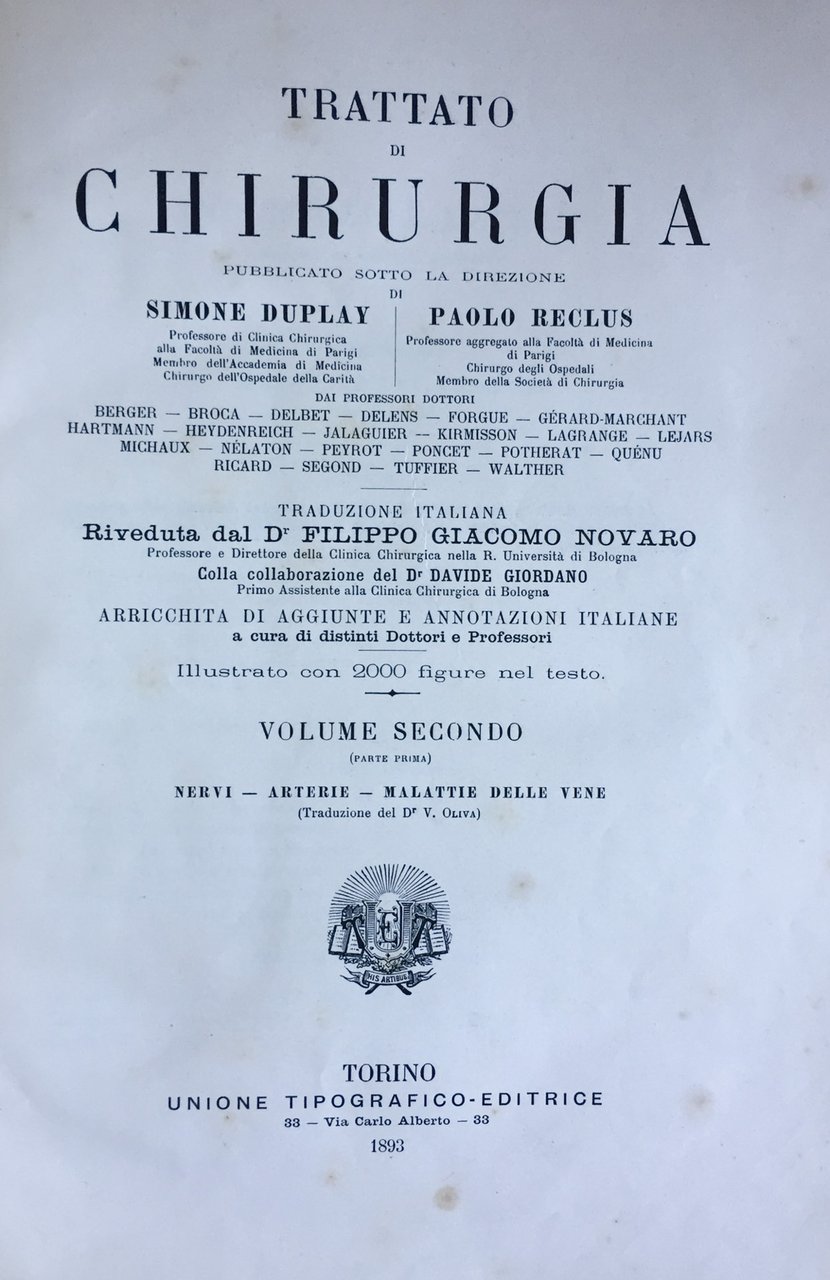 TRATTATO
DI
CHIRURGIA
PUBBLICATO SOTTO LA DIREZIONE
DI
SIMONE DUPLAY
Professore di Clinica Chirurgica
alla Facoltà di Medicina di Parigi
Membro dell'Accademia di Medicina
Chirurgo dell'Ospedale della Carità
PAOLO RECLUS
Professore aggregato alla Facoltà di Medicina
di Parigi
Chirurgo degli Ospedali
Membro della Società di Chirurgia
DAI PROFESSORI DOTTORI
BERGER — BROCA — DELBET — DELENS — FORGUE — GÉRARD-MARCHANT
HARTMANN — HEYDENREICH — JALAGUIER — KIRMISSON — LAGRANGE — LEJARS
MICHAUX — NÉLATON — PEYROT — PONCET — POTHERAT — QUÉNU
RICARD — SEGOND — TUFFIER — WALTHER
TRADUZIONE ITALIANA
Riveduta dal Dr FILIPPO GIACOMO NOVARO
Professore e Direttore della Clinica Chirurgica nella R. Università di Bologna
Colla collaborazione del Dr DAVIDE GIORDANO
Primo Assistente alla Clinica Chirurgica di Bologna
ARRICCHITA DI AGGIUNTE E ANNOTAZIONI ITALIANE
a cura di distinti Dottori e Professori
Illustrato con 2000 figure nel testo.
VOLUME SECONDO
(PARTE PRIMA)
NERVI — ARTERIE — MALATTIE DELLE VENE
(Traduzione del Dr V. OLIVA)
UTET
HIS ARTIBUS
TORINO
UNIONE TIPOGRAFICO-EDITRICE
33 — Via Carlo Alberto — 33
1893